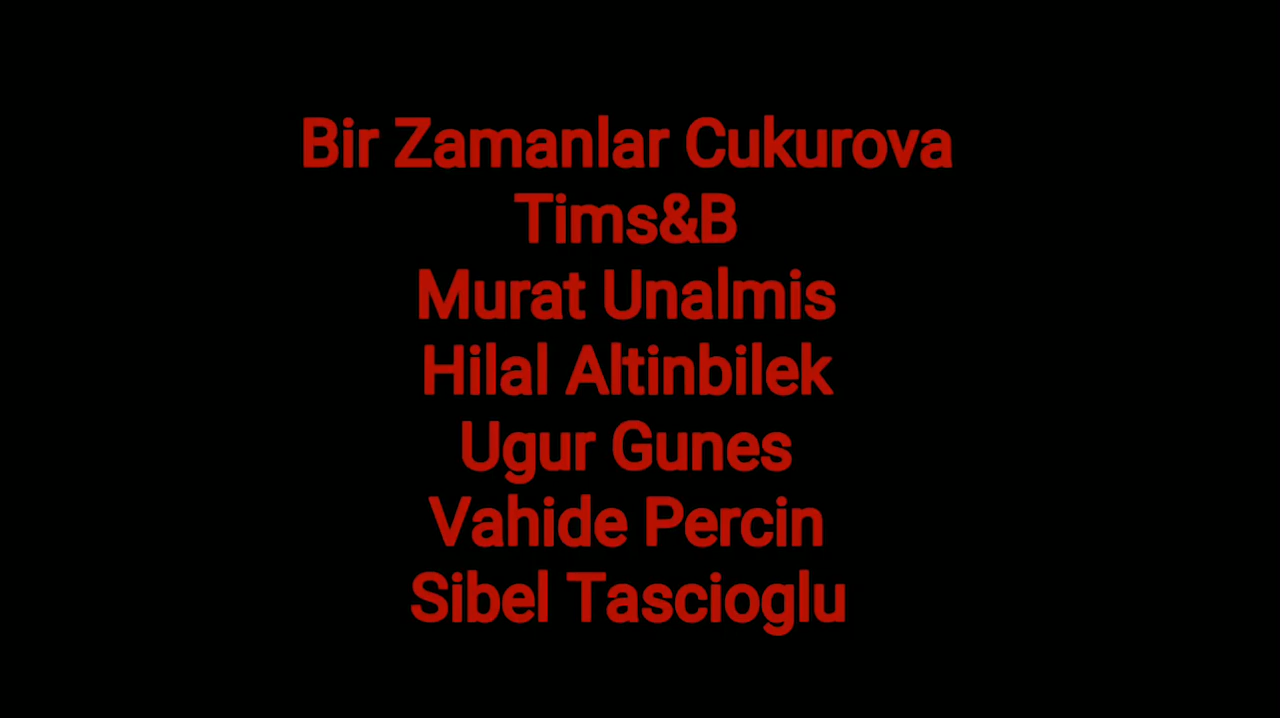 Bir Zamanlar Cukurova
Tims&B
Murat Unalmis
Hilal Altinbilek
Ugur Gunes
Vahide Percin
Sibel Tascioglu